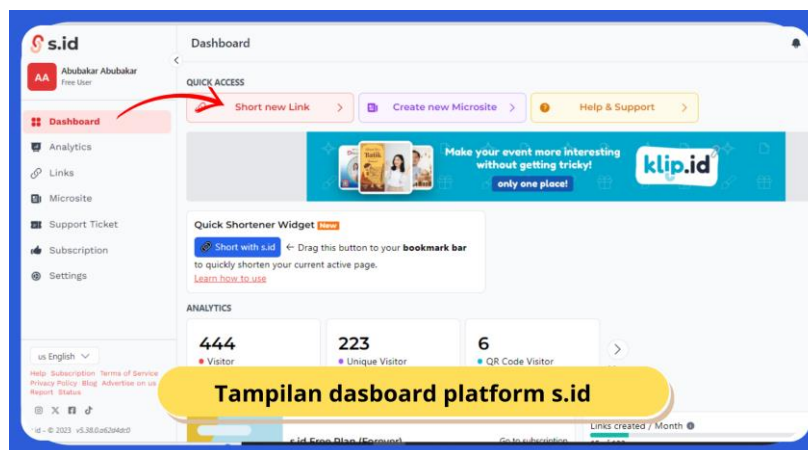 s.id
AA
Abubakar Abubakar
Free User
Dashboard
Analytics
Links
Microsite
Support Ticket
Subscription
Settings
us English
Help Subscription Terms of Service
Privacy Policy Blog Advertise on us
Report Status
id - © 2023
Dashboard
QUICK ACCESS
Short new Link
Create new Microsite
Help & Support
Make your event more interesting
without getting tricky!
only one place!
klip.id
Quick Shortener Widget New
Short with s.id ← Drag this button to your bookmark bar
to quickly shorten your current active page.
Learn how to use
ANALYTICS
444
Visitor
223
Unique Visitor
6
QR Code Visitor
Tampilan dasboard platform s.id
s.id Free Plan (Forever)
Go to subscription
Links created / Month